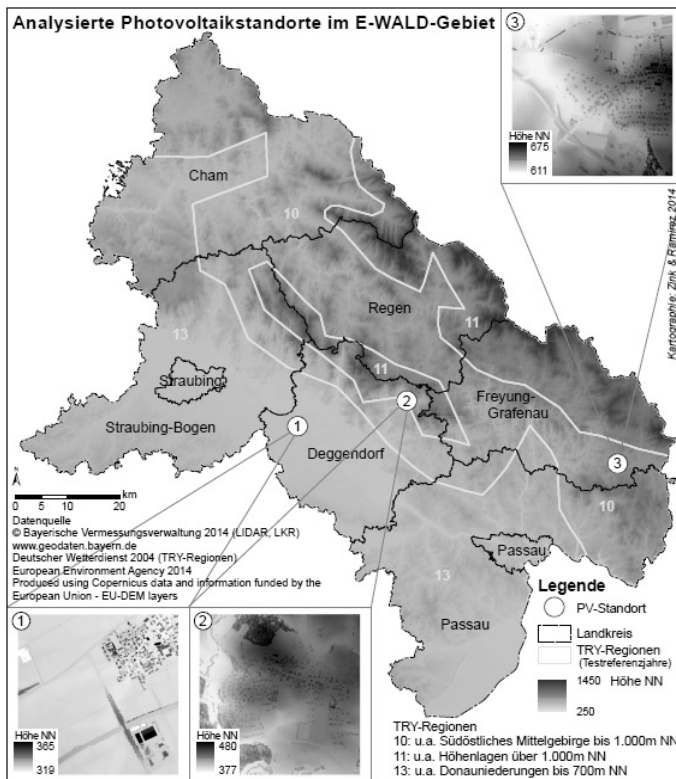 Analysierte Photovoltaikstandorte im E-WALD-Gebiet
3
Höhe NN
675
611
Kartographie: Zink & Ramirez 2014
Cham
10
Regen
11
13
11
Straubing
Freyung-
Grafenau
2
Straubing-Bogen
1
Deggendorf
3
N
km
0 5 10 20
10
Datenquelle
© Bayerische Vermessungsverwaltung 2014 (LIDAR, LKR)
www.geodaten.bayern.de
Deutscher Wetterdienst 2004 (TRY-Regionen)
European Environment Agency 2014
Produced using Copernicus data and information funded by the
European Union - EU-DEM layers
Passau
13
Passau
Legende
PV-Standort
Landkreis
TRY-Regionen
(Testreferenzjahre)
1450 Höhe NN
250
1
Höhe NN
365
319
2
Höhe NN
480
377
TRY-Regionen
10: u.a. Südöstliches Mittelgebirge bis 1.000m NN
11: u.a. Höhenlagen über 1.000m NN
13: u.a. Donauniederungen bis 700m NN